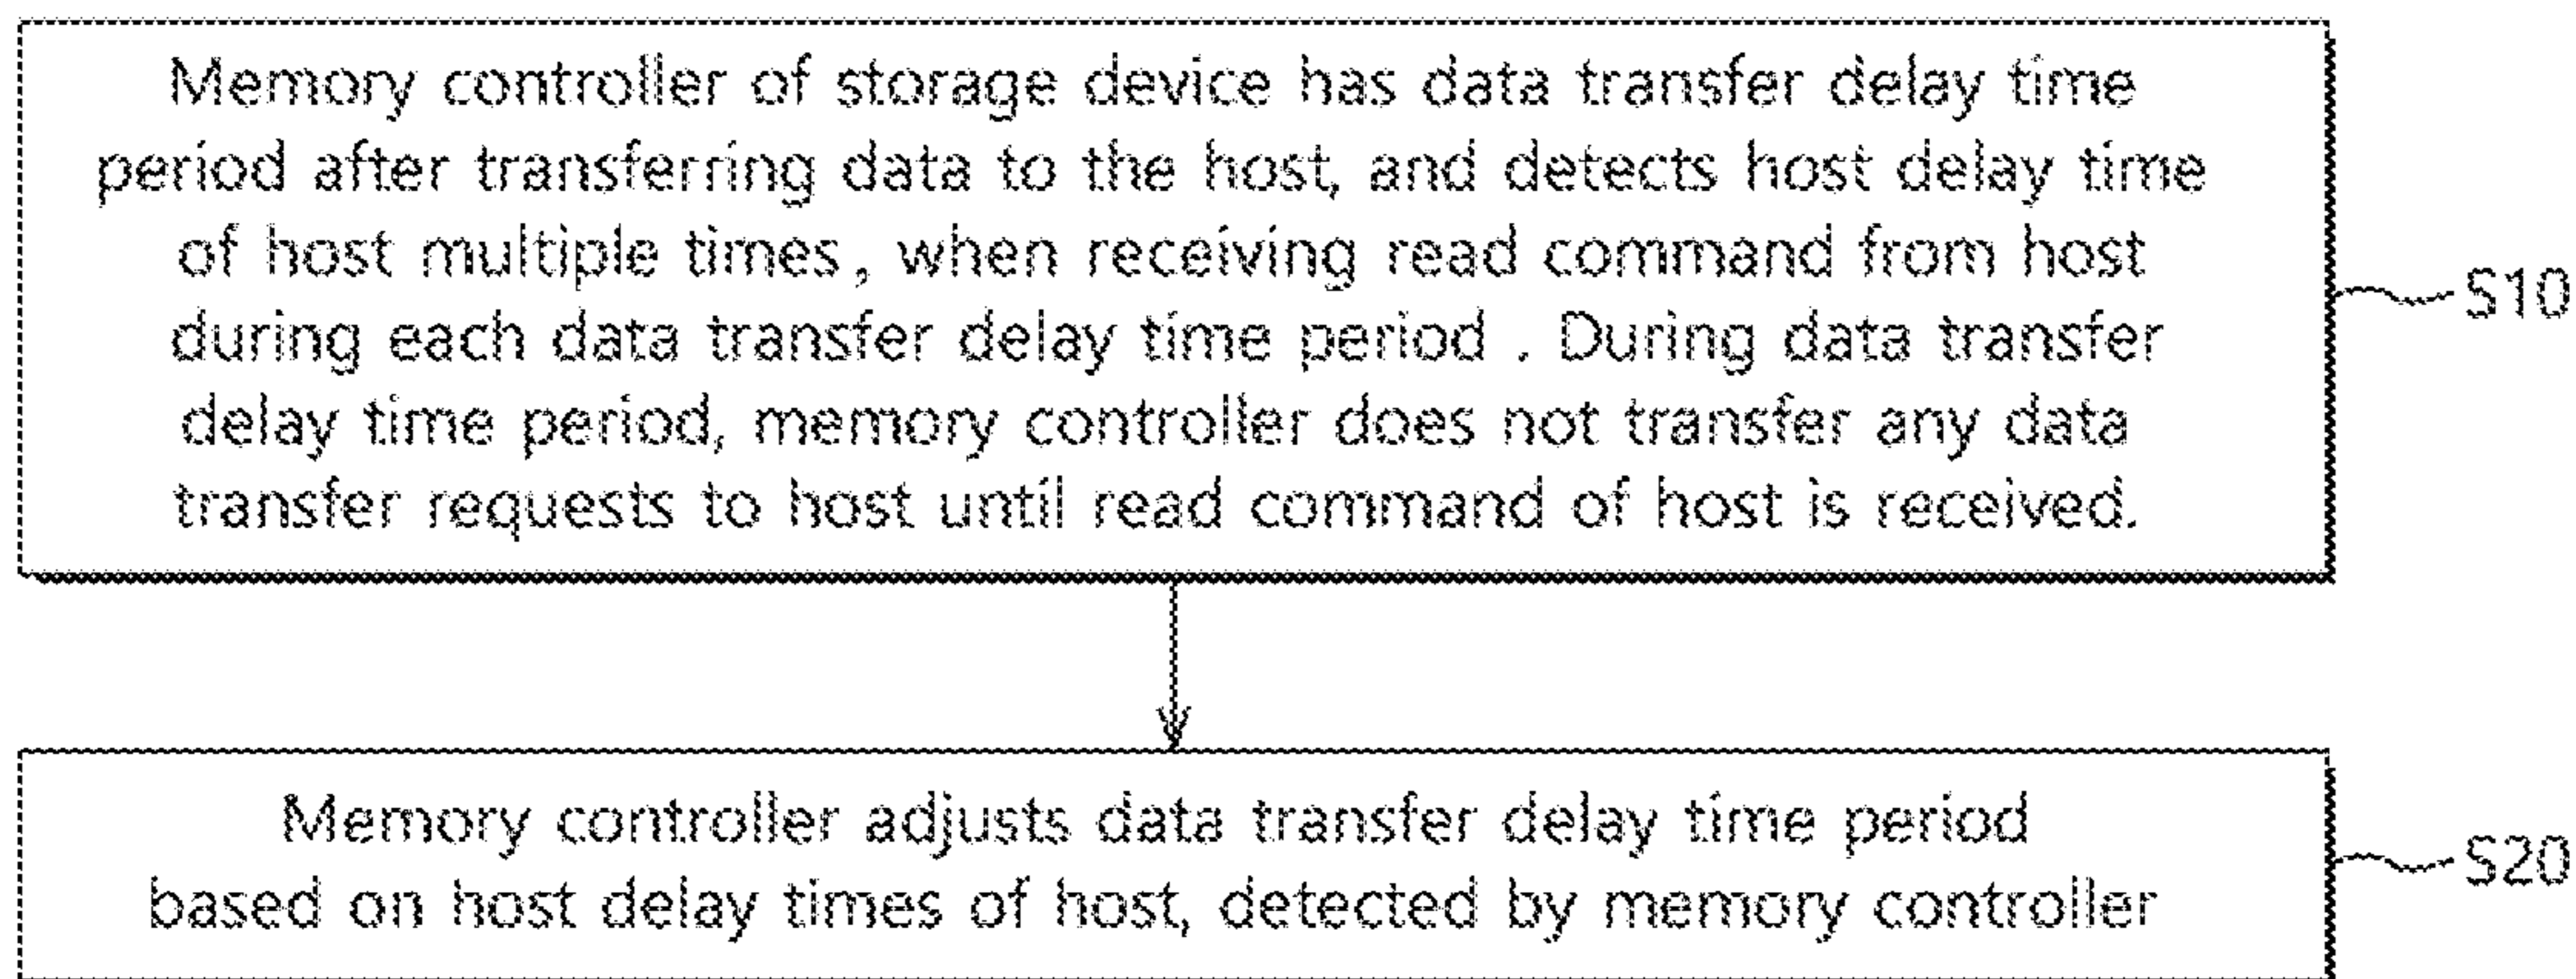 Memory controller of storage device has data transfer delay time
period after transferring data to the host, and detects host delay time
of host multiple times, when receiving read command from host
during each data transfer delay time period . During data transfer
delay time period, memory controller does not transfer any data
transfer requests to host until read command of host is received.
S10
Memory controller adjusts data transfer delay time period
based on host delay times of host, detected by memory controller
S20